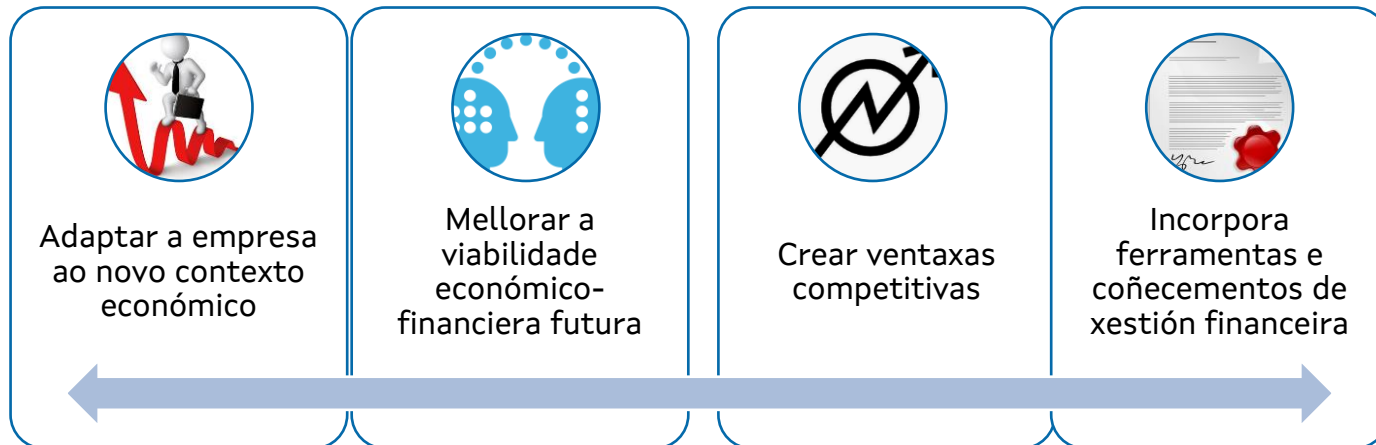 Adaptar a empresa
ao novo contexto
económico
Mellorar a
viabilidade
económico-
financiera futura
Crear ventaxas
competitivas
Incorpora
ferramentas e
coñecementos de
xestión financeira